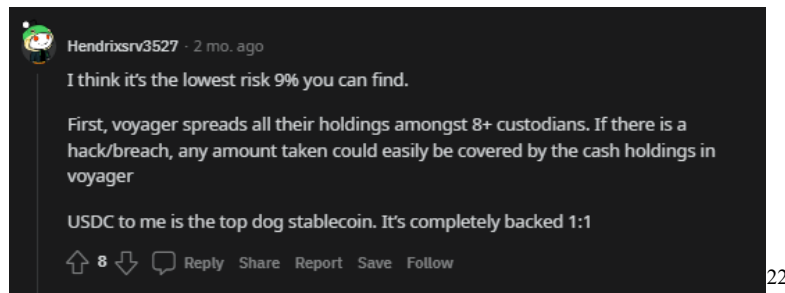 Hendrixsrv3527 · 2 mo. ago
I think it's the lowest risk 9% you can find.
First, voyager spreads all their holdings amongst 8+ custodians. If there is a
hack/breach, any amount taken could easily be covered by the cash holdings in
voyager
USDC to me is the top dog stablecoin. It's completely backed 1:1
8 Reply Share Report Save Follow
22